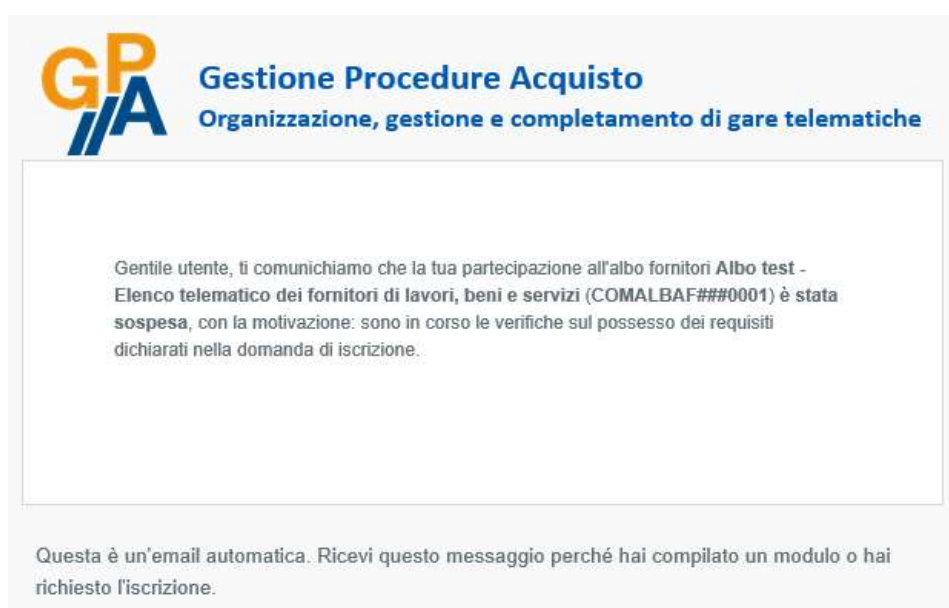 GPA
Gestione Procedure Acquisto
Organizzazione, gestione e completamento di gare telematiche
Gentile utente, ti comunichiamo che la tua partecipazione all'albo fornitori Albo test -
Elenco telematico dei fornitori di lavori, beni e servizi (COMALBAF###0001) è stata
sospesa, con la motivazione: sono in corso le verifiche sul possesso dei requisiti
dichiarati nella domanda di iscrizione.
Questa è un'email automatica. Ricevi questo messaggio perché hai compilato un modulo o hai
richiesto l'iscrizione.